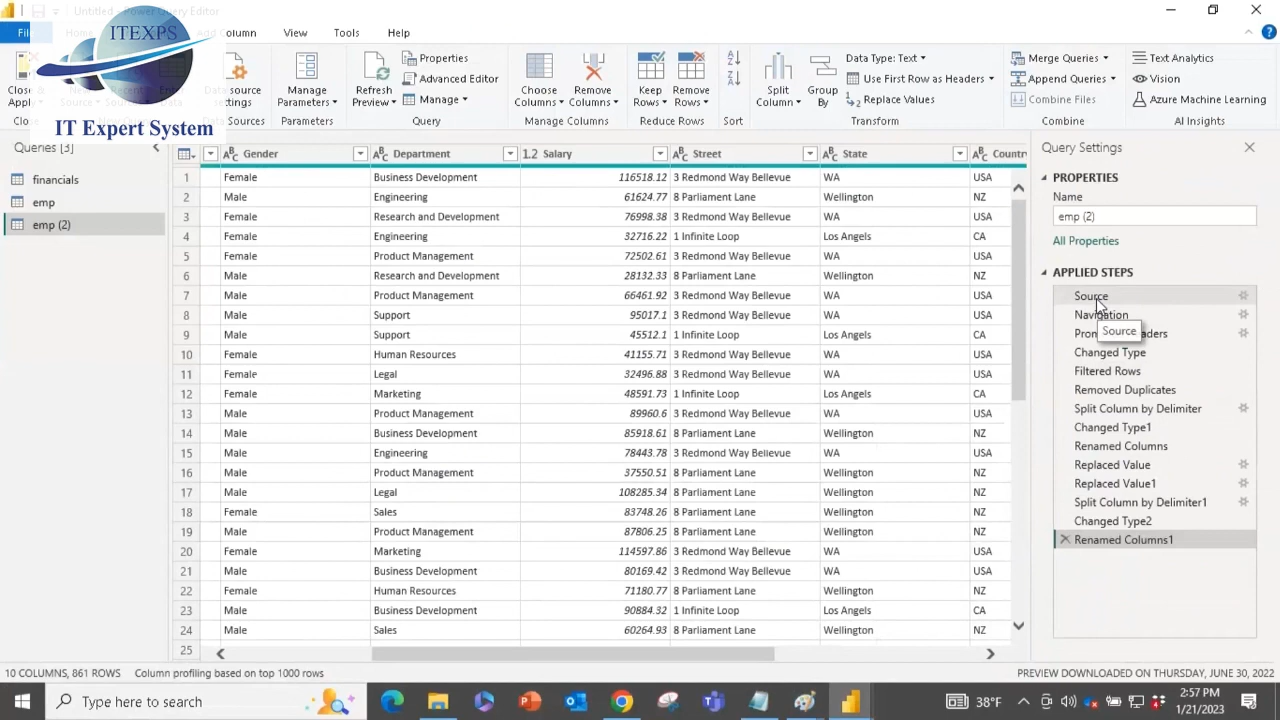 Untitled - Power Query Editor
ITEXPS
IT Expert System
File
Home
Add Column
View
Tools
Help
Close &
Apply
Data source
settings
Data Sources
Manage
Parameters
Parameters
Refresh
Preview
Properties
Advanced Editor
Manage
Query
Choose
Columns
Remove
Columns
Manage Columns
Keep
Rows
Remove
Rows
Reduce Rows
Sort
Split
Column
Group
By
Data Type: Text
Use First Row as Headers
Replace Values
Transform
Merge Queries
Append Queries
Combine Files
Combine
Text Analytics
Vision
Azure Machine Learning
AI Insights
Queries [3]
financials
emp
emp (2)
Gender Department 1.2 Salary Street State Countr
1 Female Business Development 116518.12 3 Redmond Way Bellevue WA USA
2 Male Engineering 61624.77 8 Parliament Lane Wellington NZ
3 Female Research and Development 76998.38 3 Redmond Way Bellevue WA USA
4 Female Engineering 32716.22 1 Infinite Loop Los Angels CA
5 Female Product Management 72502.61 3 Redmond Way Bellevue WA USA
6 Male Research and Development 28132.33 8 Parliament Lane Wellington NZ
7 Male Product Management 66461.92 3 Redmond Way Bellevue WA USA
8 Male Support 95017.1 3 Redmond Way Bellevue WA USA
9 Male Support 45512.1 1 Infinite Loop Los Angels CA
10 Female Human Resources 41155.71 3 Redmond Way Bellevue WA USA
11 Female Legal 32496.88 3 Redmond Way Bellevue WA USA
12 Female Marketing 48591.73 1 Infinite Loop Los Angels CA
13 Male Product Management 89960.6 3 Redmond Way Bellevue WA USA
14 Male Business Development 85918.61 8 Parliament Lane Wellington NZ
15 Male Engineering 78443.78 3 Redmond Way Bellevue WA USA
16 Male Product Management 37550.51 8 Parliament Lane Wellington NZ
17 Male Legal 108285.34 8 Parliament Lane Wellington NZ
18 Female Sales 83748.26 8 Parliament Lane Wellington NZ
19 Male Product Management 87806.25 8 Parliament Lane Wellington NZ
20 Female Marketing 114597.86 3 Redmond Way Bellevue WA USA
21 Male Business Development 80169.42 3 Redmond Way Bellevue WA USA
22 Female Human Resources 71180.77 8 Parliament Lane Wellington NZ
23 Male Business Development 90884.32 1 Infinite Loop Los Angels CA
24 Male Sales 60264.93 8 Parliament Lane Wellington NZ
25
Query Settings
PROPERTIES
Name
emp (2)
All Properties
APPLIED STEPS
Source
Navigation
Source
Changed Type
Filtered Rows
Removed Duplicates
Split Column by Delimiter
Changed Type1
Renamed Columns
Replaced Value
Replaced Value1
Split Column by Delimiter1
Changed Type2
Renamed Columns1
10 COLUMNS, 861 ROWS
Column profiling based on top 1000 rows
PREVIEW DOWNLOADED ON THURSDAY, JUNE 30, 2022
Type here to search
38°F
2:57 PM
1/21/2023